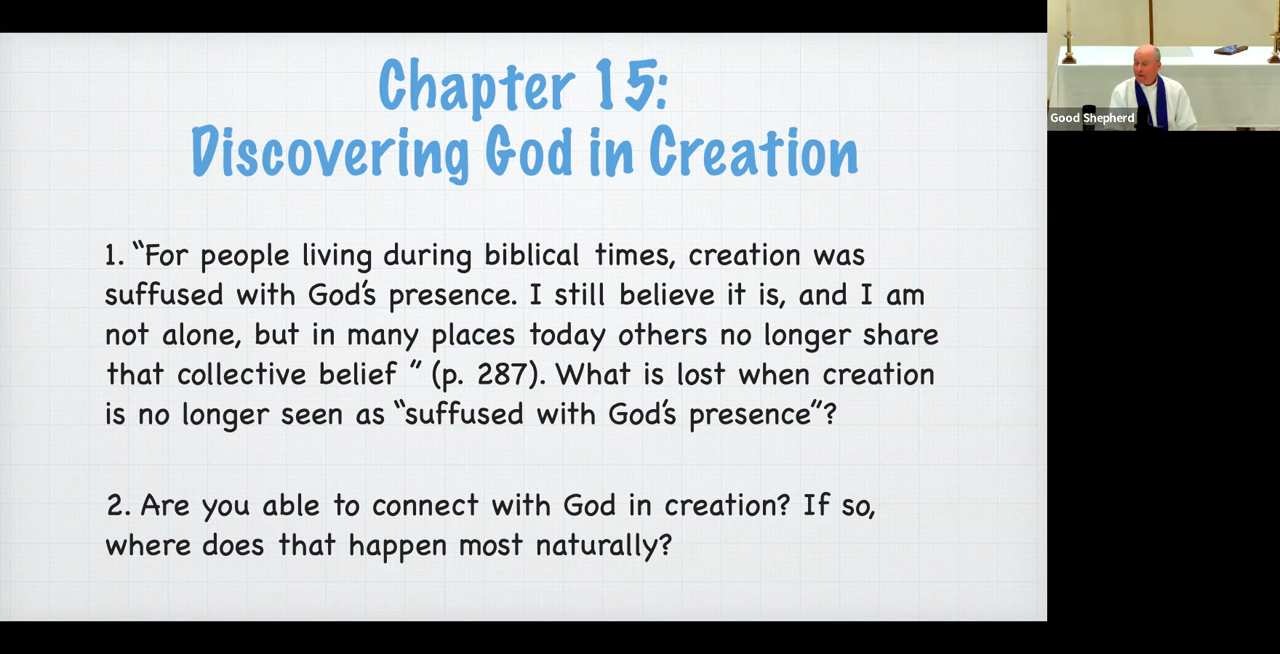 Chapter 15:
Discovering God in Creation
1. “For people living during biblical times, creation was
suffused with God’s presence. I still believe it is, and I am
not alone, but in many places today others no longer share
that collective belief ” (p. 287). What is lost when creation
is no longer seen as “suffused with God’s presence”?
2. Are you able to connect with God in creation? If so,
where does that happen most naturally?
Good Shepherd